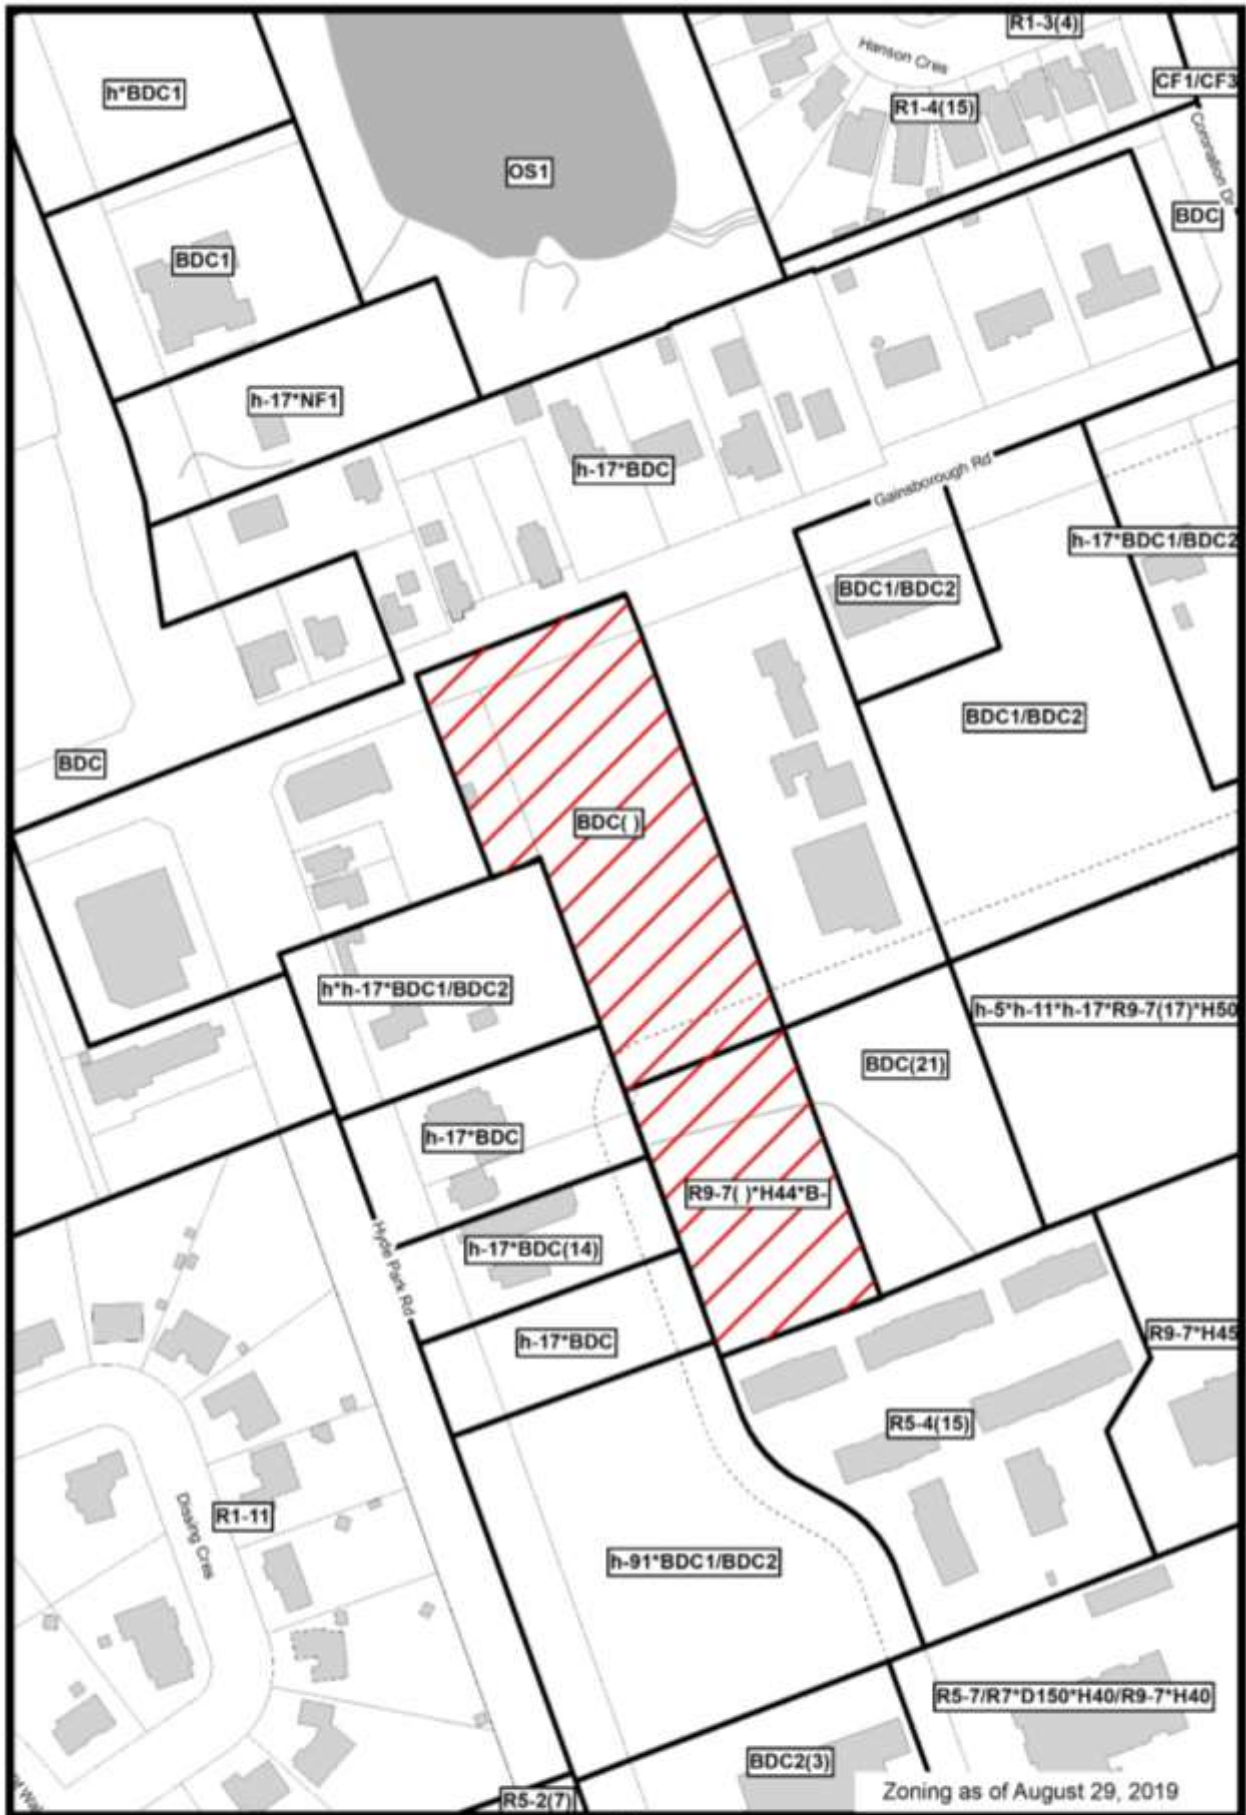 R1-3(4)
Hanson Cres
CF1/CF3
h*BDC1
R1-4(15)
Coronation Dr
OS1
BDC
BDC1
h-17*NF1
h-17*BDC
Gainsborough Rd
h-17*BDC1/BDC2
BDC1/BDC2
BDC1/BDC2
BDC
BDC( )
h*h-17*BDC1/BDC2
h-5*h-11*h-17*R9-7(17)*H50
BDC(21)
h-17*BDC
R9-7( )*H44*B-
Hyde Park Rd
h-17*BDC(14)
h-17*BDC
R9-7*H45
R5-4(15)
R1-11
Dissing Cres
h-91*BDC1/BDC2
R5-7/R7*D150*H40/R9-7*H40
BDC2(3)
Zoning as of August 29, 2019
R5-2(7)